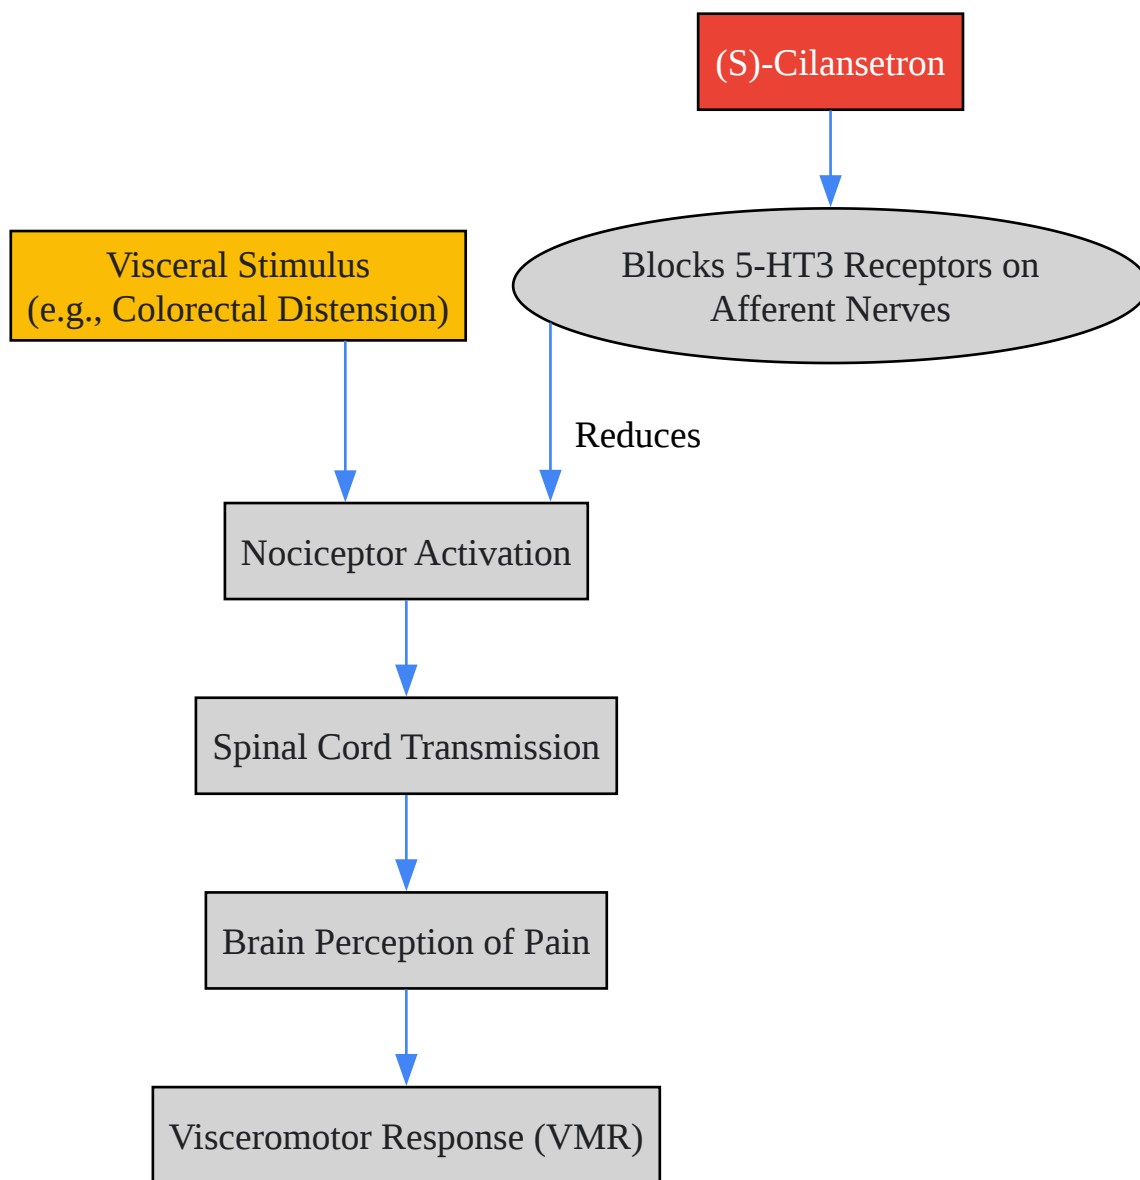 (S)-Cilansetron
Visceral Stimulus
(e.g., Colorectal Distension)
Blocks 5-HT3 Receptors on
Afferent Nerves
Reduces
Nociceptor Activation
Spinal Cord Transmission
Brain Perception of Pain
Visceromotor Response (VMR)